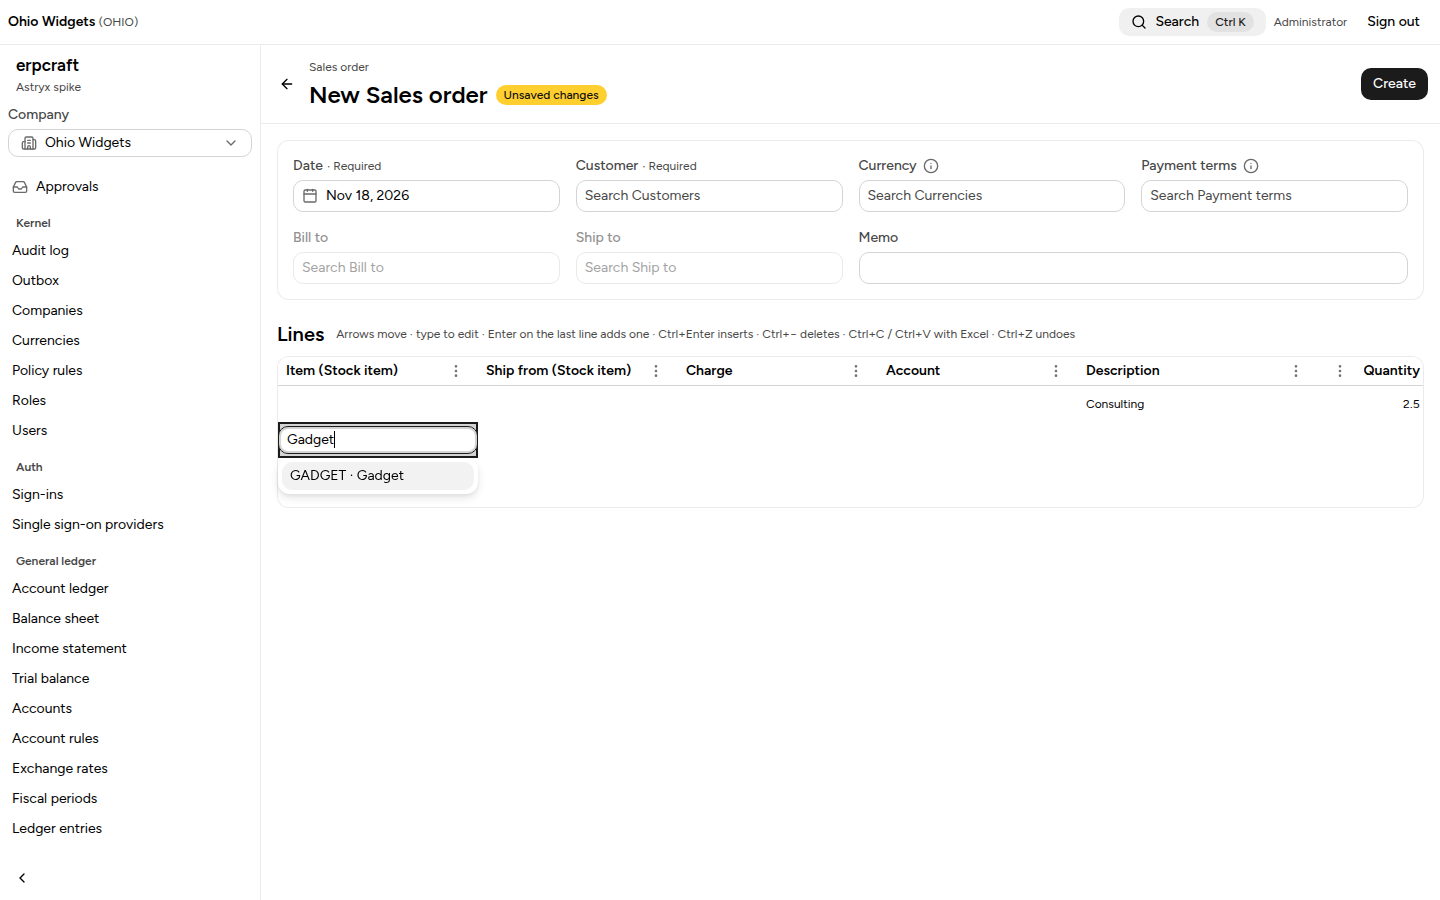 Ohio Widgets (OHIO)
Search Ctrl K Administrator Sign out
erpcraft
Astryx spike
Company
Ohio Widgets
Approvals
Kernel
Audit log
Outbox
Companies
Currencies
Policy rules
Roles
Users
Auth
Sign-ins
Single sign-on providers
General ledger
Account ledger
Balance sheet
Income statement
Trial balance
Accounts
Account rules
Exchange rates
Fiscal periods
Ledger entries
Sales order
New Sales order Unsaved changes
Create
Date · Required Customer · Required Currency Payment terms
Nov 18, 2026 Search Customers Search Currencies Search Payment terms
Bill to Ship to Memo
Search Bill to Search Ship to
Lines Arrows move · type to edit · Enter on the last line adds one · Ctrl+Enter inserts · Ctrl+− deletes · Ctrl+C / Ctrl+V with Excel · Ctrl+Z undoes
Item (Stock item) Ship from (Stock item) Charge Account Description Quantity
Consulting 2.5
Gadget
GADGET · Gadget